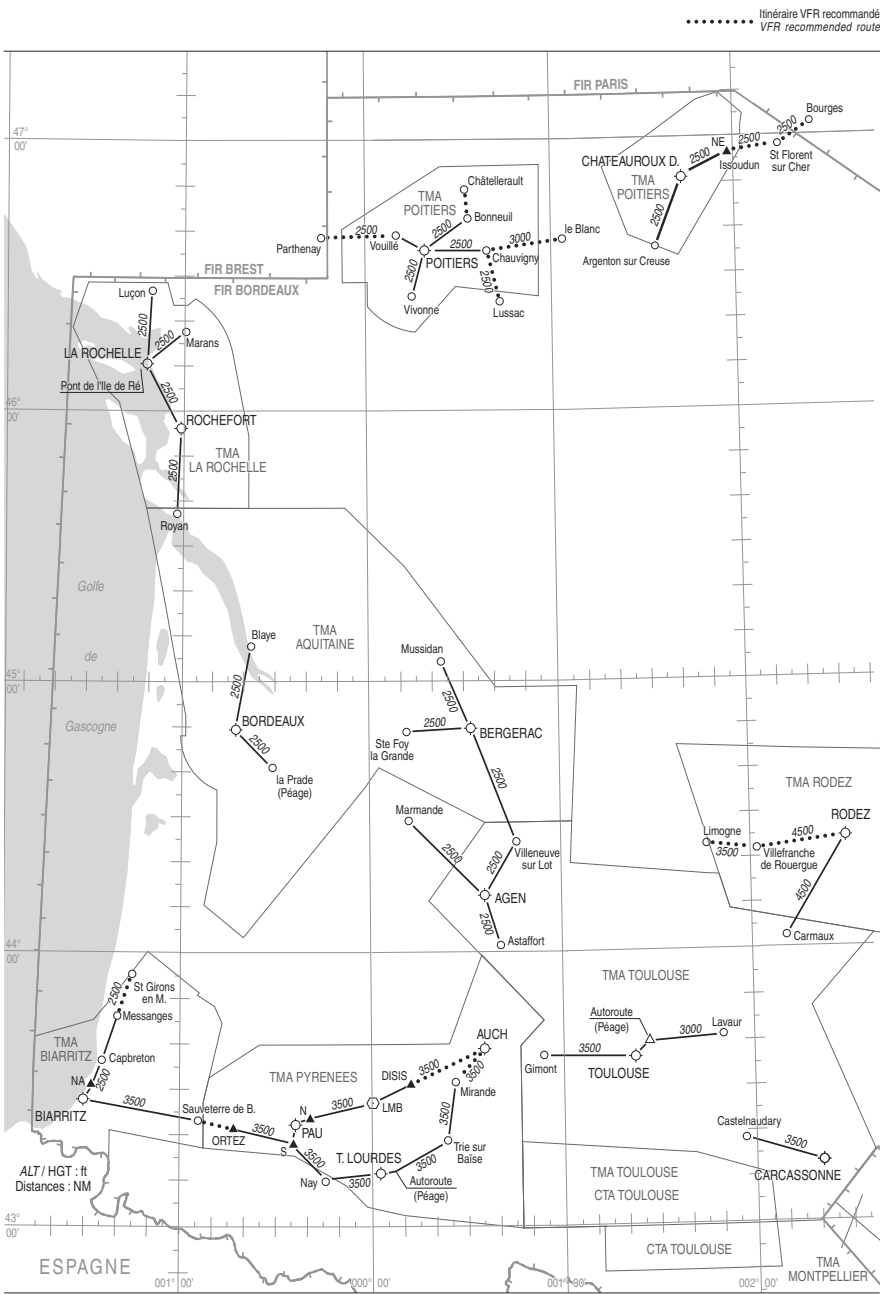 Itinéraire VFR recommandé
VFR recommended route
FIR PARIS
Bourges
2500
47°
00'
NE
2500
Issoudun
St Florent
sur Cher
CHATEAUROUX D.
2500
TMA
POITIERS
2500
Argenton sur Creuse
Châtellerault
TMA
POITIERS
Bonneuil
2500
2500
Parthenay
Vouillé
2500
3000
le Blanc
POITIERS
Chauvigny
2500
2500
Vivonne
Lussac
FIR BREST
FIR BORDEAUX
Luçon
2500
2500
Marans
LA ROCHELLE
Pont de l'Ile de Ré
2500
46°
00'
ROCHEFORT
TMA
LA ROCHELLE
2500
Royan
Golfe
de
Gascogne
TMA
AQUITAINE
Blaye
2500
BORDEAUX
2500
la Prade
(Péage)
45°
00'
Mussidan
2500
2500
BERGERAC
Ste Foy
la Grande
2500
Marmande
2500
2500
Villeneuve
sur Lot
AGEN
2500
Astaffort
TMA RODEZ
RODEZ
Limogne
4500
3500
Villefranche
de Rouergue
4500
Carmaux
44°
00'
St Girons
en M.
2500
Messanges
TMA
BIARRITZ
Capbreton
NA
2500
BIARRITZ
3500
Sauveterre de B.
ORTEZ
3500
TMA PYRENEES
N
PAU
S
3500
LMB
DISIS
3500
AUCH
3500
Mirande
3500
Trie sur
Baïse
3500
T. LOURDES
3500
Nay
3500
Autoroute
(Péage)
TMA TOULOUSE
Autoroute
(Péage)
Lavaur
3000
Gimont
3500
TOULOUSE
Castelnaudary
3500
CARCASSONNE
TMA TOULOUSE
CTA TOULOUSE
CTA TOULOUSE
TMA
MONTPELLIER
ALT / HGT : ft
Distances : NM
43°
00'
ESPAGNE
001° 00'
000° 00'
001° 00'
002° 00'